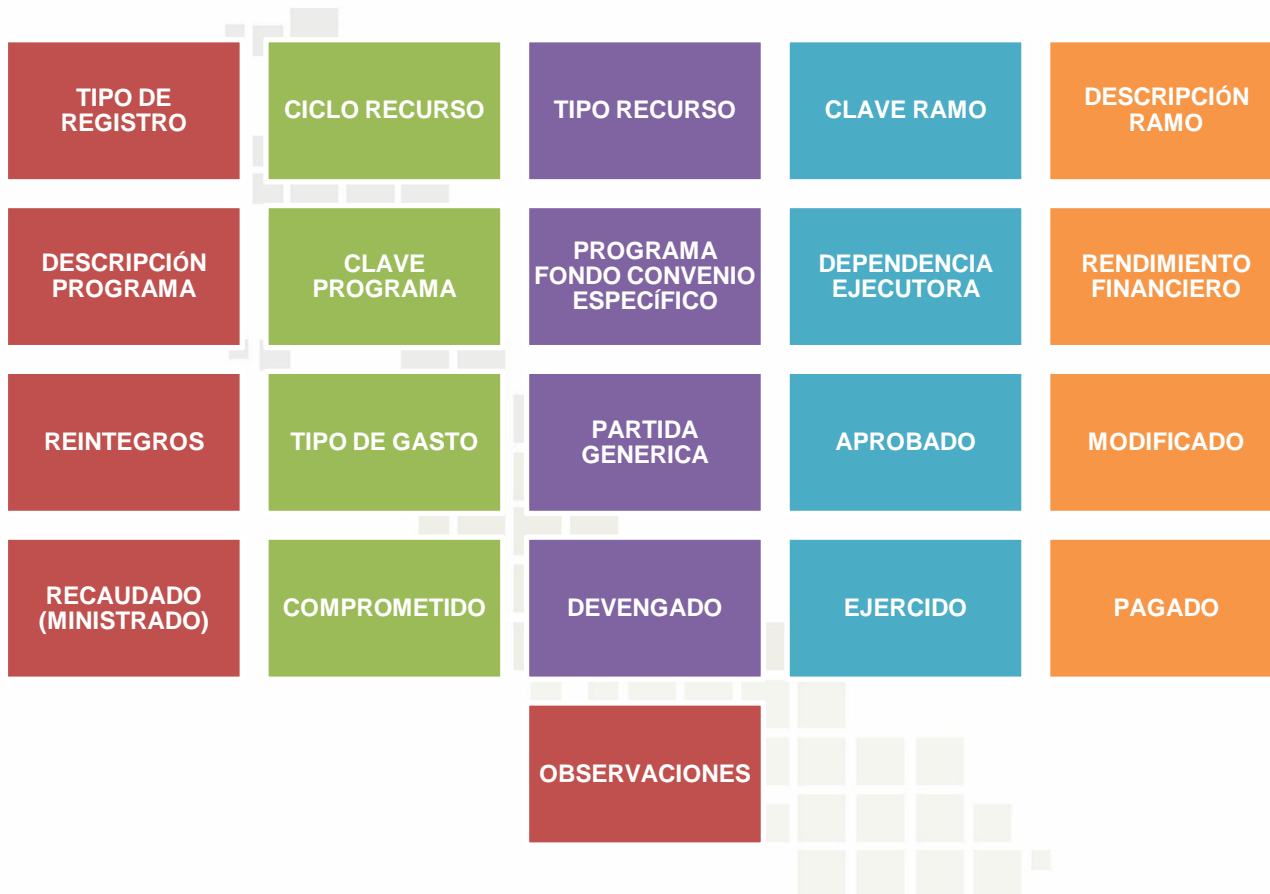 TIPO DE
REGISTRO
CICLO RECURSO
TIPO RECURSO
CLAVE RAMO
DESCRIPCIÓN
RAMO
DESCRIPCIÓN
PROGRAMA
CLAVE
PROGRAMA
PROGRAMA
FONDO CONVENIO
ESPECÍFICO
DEPENDENCIA
EJECUTORA
RENDIMIENTO
FINANCIERO
REINTEGROS
TIPO DE GASTO
PARTIDA
GENERICA
APROBADO
MODIFICADO
RECAUDADO
(MINISTRADO)
COMPROMETIDO
DEVENGADO
EJERCIDO
PAGADO
OBSERVACIONES